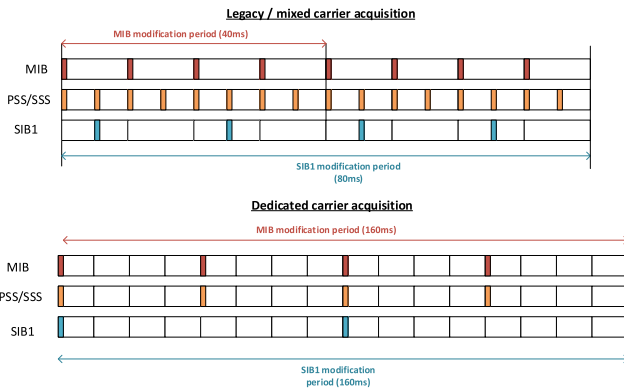 Legacy / mixed carrier acquisition
MIB modification period (40ms)
MIB
PSS/SSS
SIB1
SIB1 modification period
(80ms)
Dedicated carrier acquisition
MIB modification period (160ms)
MIB
PSS/SSS
SIB1
SIB1 modification
period (160ms)